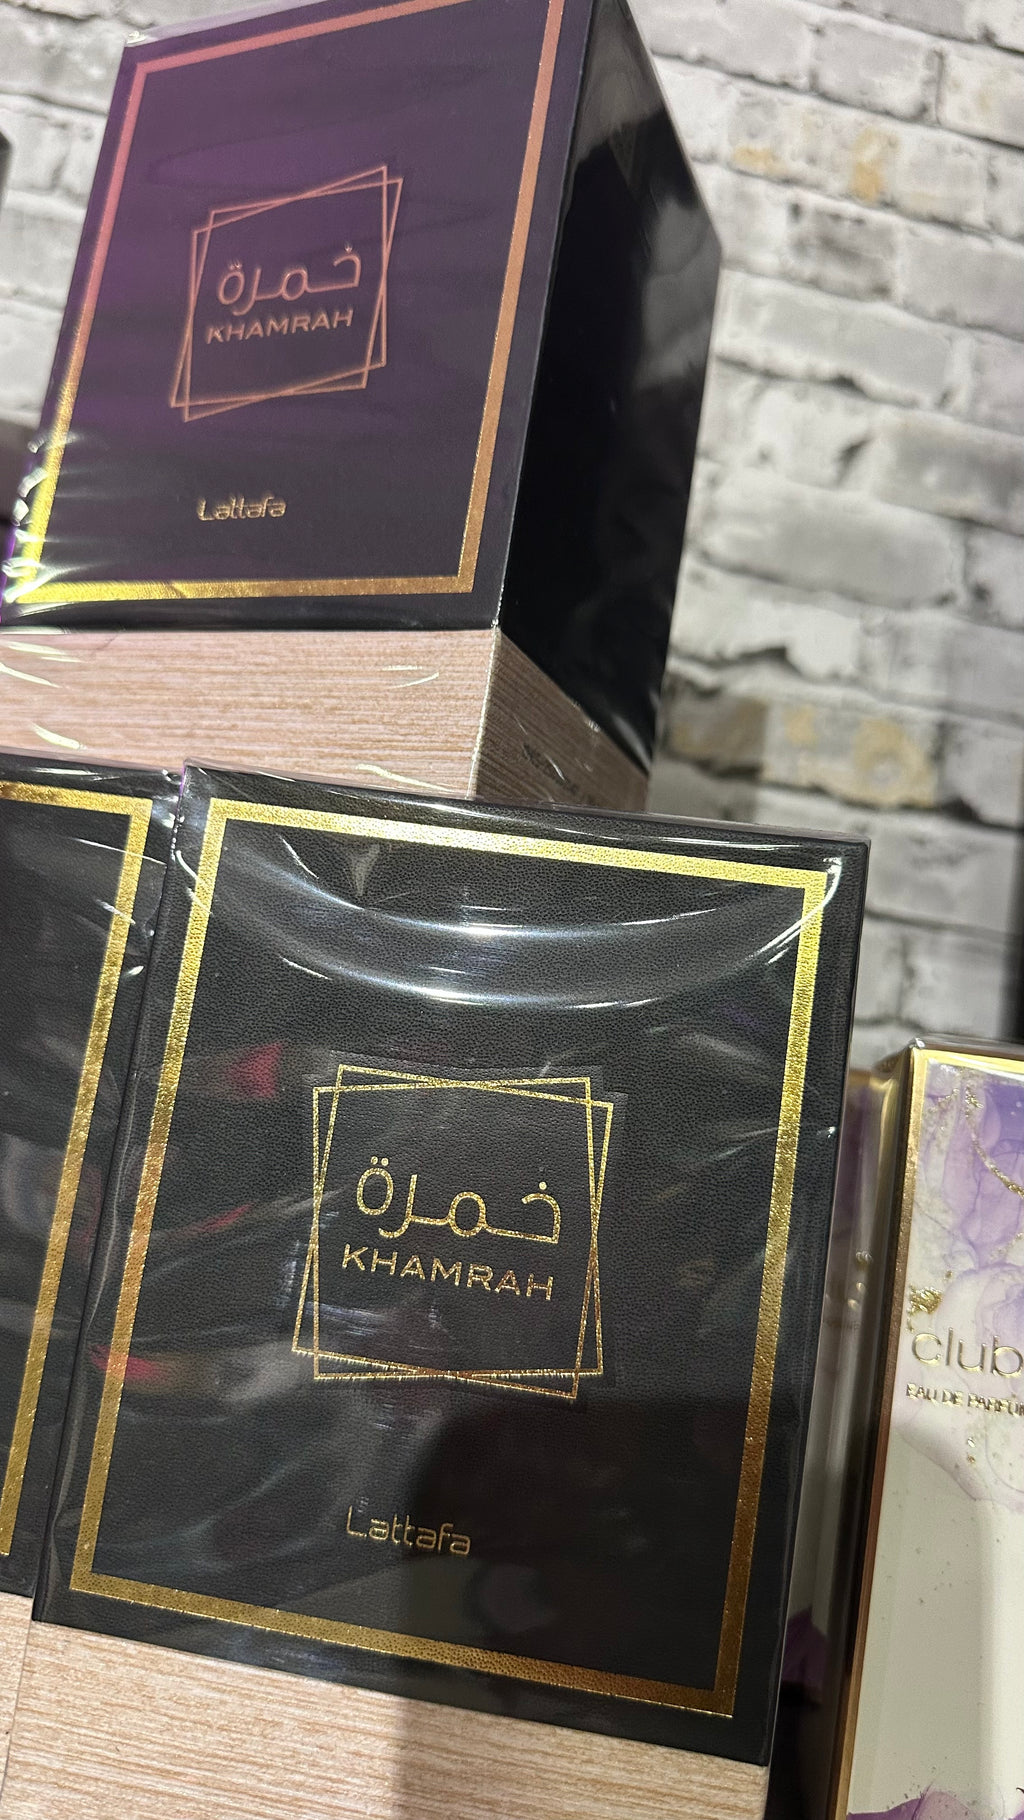 خمرة
KHAMRAH
Lattafa
خمرة
KHAMRAH
Lattafa
club
EAU DE PARFUM